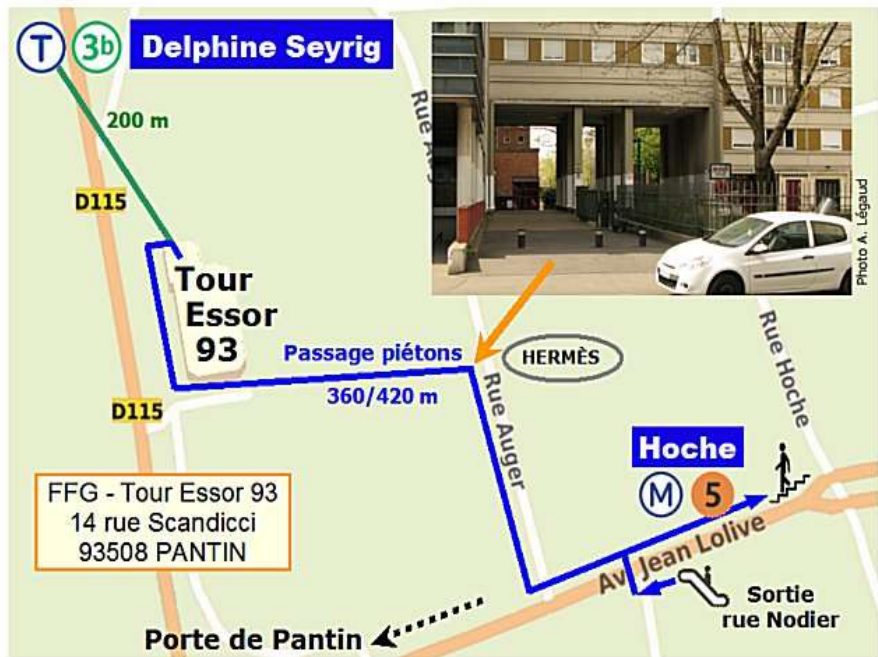 T 3b Delphine Seyrig
200 m
D115
Tour
Essor
93
Passage piétons
360/420 m
HERMÈS
D115
Rue Auger
Rue Hoche
Hoche
M 5
Av Jean Lolive
FFG - Tour Essor 93
14 rue Scandicci
93508 PANTIN
Sortie
rue Nodier
Porte de Pantin
Photo A. Légaud